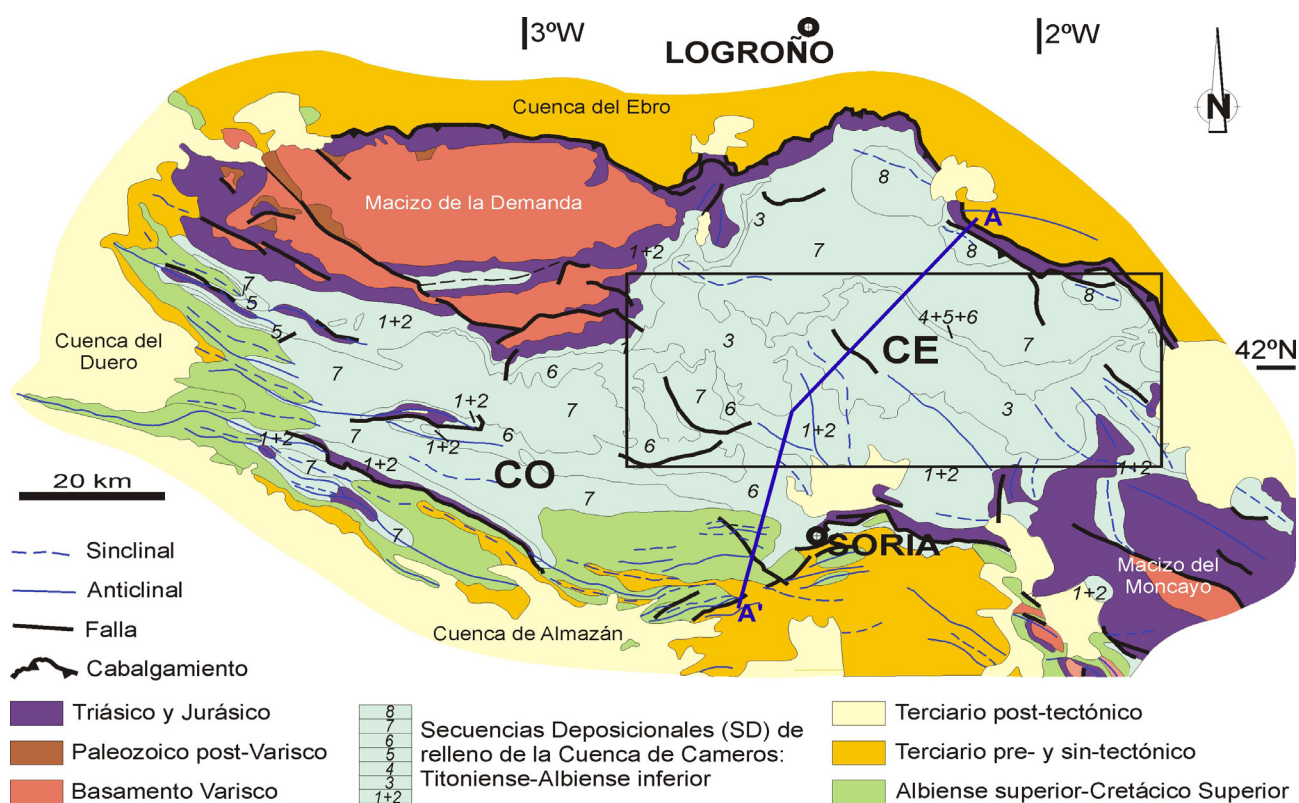 3ºW
2ºW
LOGROÑO
N
Cuenca del Ebro
8
Macizo de la Demanda
3
A
1+2
7
8
7
5
8
4+5+6
5
1+2
3
CE
7
42ºN
Cuenca del
Duero
6
7
7
1+2
7
6
3
1+2
1+2
6
1+2
7
1+2
CO
6
1+2
1+2
20 km
7
7
6
7
SORIA
Macizo del
Moncayo
Sinclinal
1+2
Anticlinal
A'
Falla
Cuenca de Almazán
Cabalgamiento
Triásico y Jurásico
Paleozoico post-Varisco
Basamento Varisco
8
7
6
5
4
3
1+2
Secuencias Deposicionales (SD) de
relleno de la Cuenca de Cameros:
Titoniense-Albiense inferior
Terciario post-tectónico
Terciario pre- y sin-tectónico
Albiense superior-Cretácico Superior